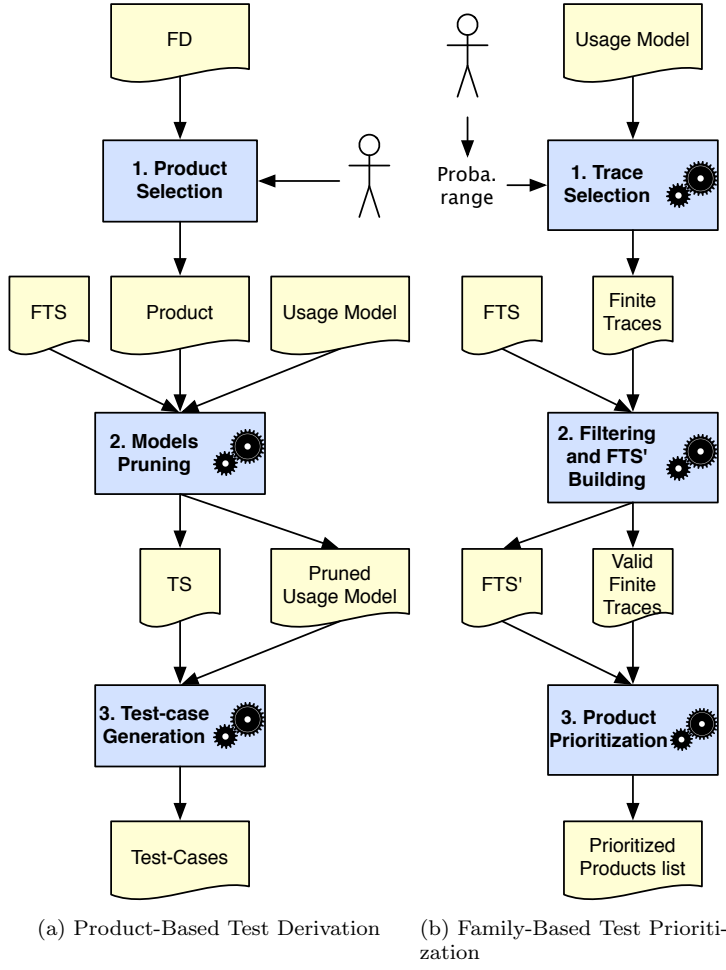 FD
1. Product
Selection
FTS
Product
Usage Model
2. Models
Pruning
TS
Pruned
Usage Model
3. Test-case
Generation
Test-Cases
(a) Product-Based Test Derivation
Usage Model
Proba.
range
1. Trace
Selection
FTS
Finite
Traces
2. Filtering
and FTS'
Building
FTS'
Valid
Finite
Traces
3. Product
Prioritization
Prioritized
Products list
(b) Family-Based Test Prioriti-
zation